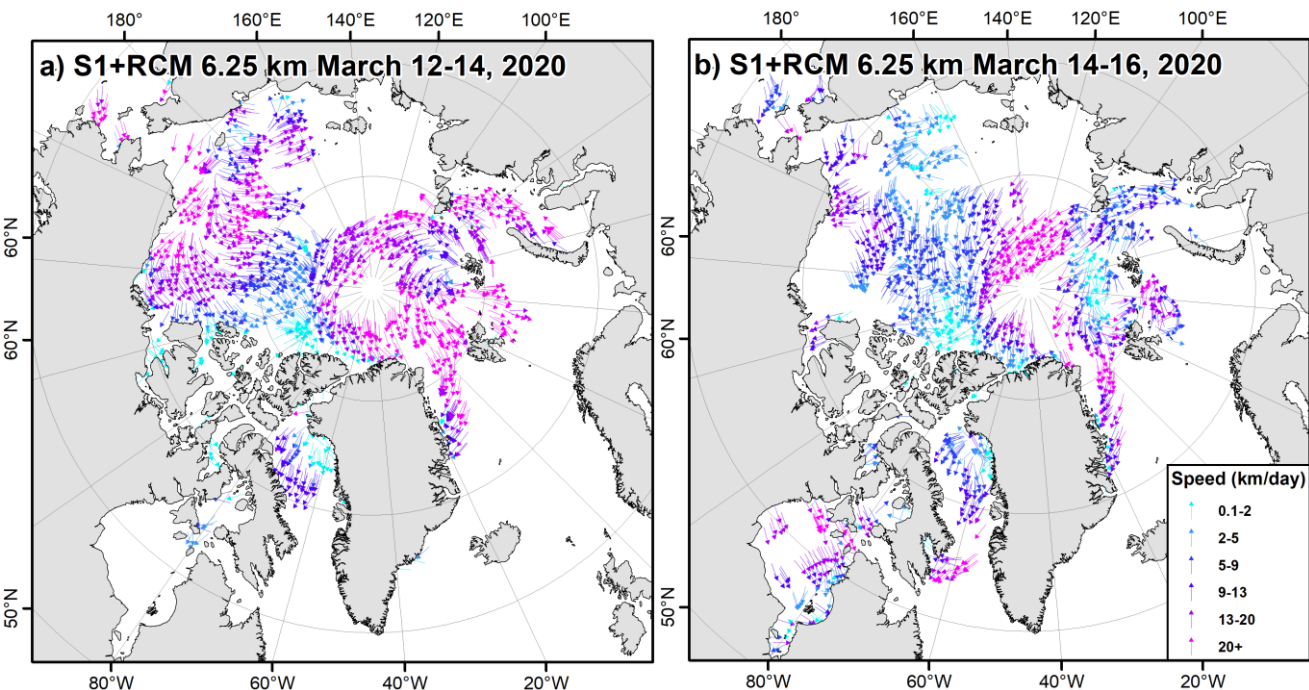 180° 160°E 140°E 120°E 100°E
a) S1+RCM 6.25 km March 12-14, 2020
60°N
60°N
50°N
80°W 60°W 40°W 20°W
180° 160°E 140°E 120°E 100°E
b) S1+RCM 6.25 km March 14-16, 2020
60°N
60°N
50°N
Speed (km/day)
0.1-2
2-5
5-9
9-13
13-20
20+
80°W 60°W 40°W 20°W